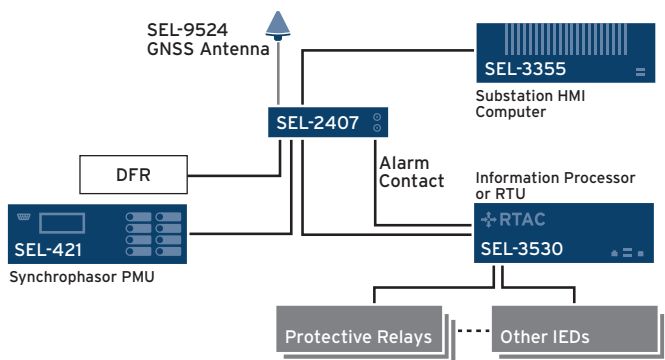 SEL-9524
GNSS Antenna
SEL-3355
Substation HMI
Computer
SEL-2407
DFR
Alarm
Contact
Information Processor
or RTU
RTAC
SEL-421
SEL-3530
Synchrophasor PMU
Protective Relays
Other IEDs